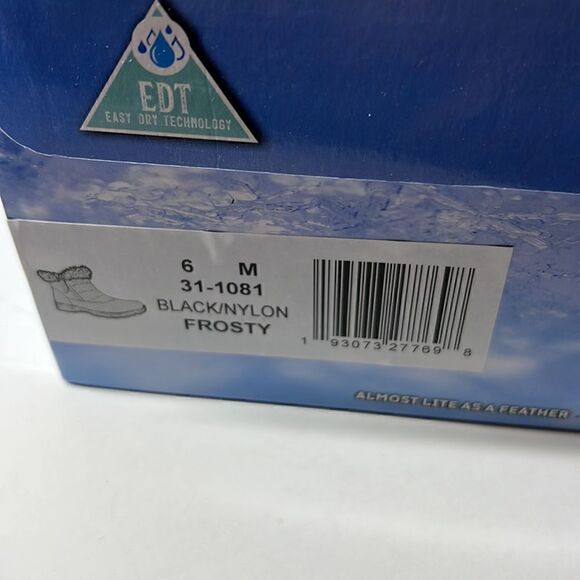 EDT
EASY DRY TECHNOLOGY
6 M
31-1081
BLACK/NYLON
FROSTY
1 93073 27769 8
ALMOST LITE AS A FEATHER